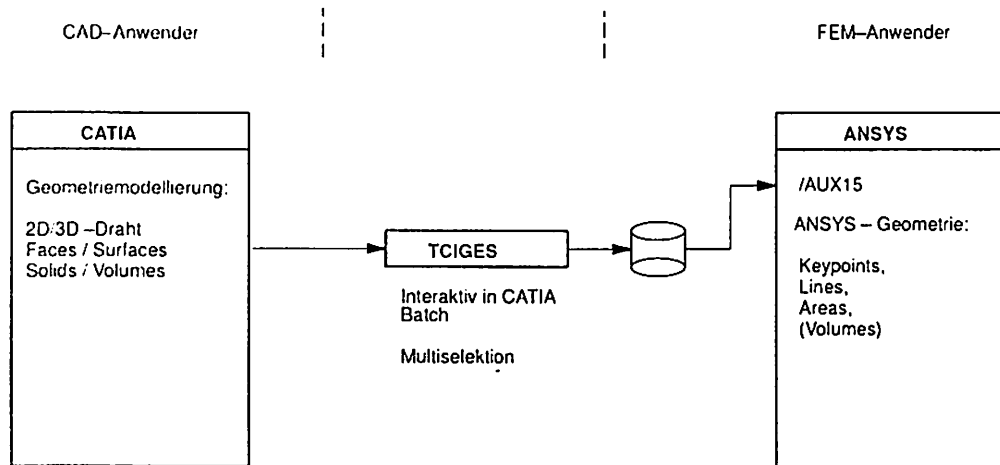 CAD–Anwender
FEM–Anwender
CATIA
Geometriemodellierung:
2D/3D –Draht
Faces / Surfaces
Solids / Volumes
TCIGES
Interaktiv in CATIA
Batch
Multiselektion
ANSYS
/AUX15
ANSYS – Geometrie:
Keypoints,
Lines,
Areas,
(Volumes)